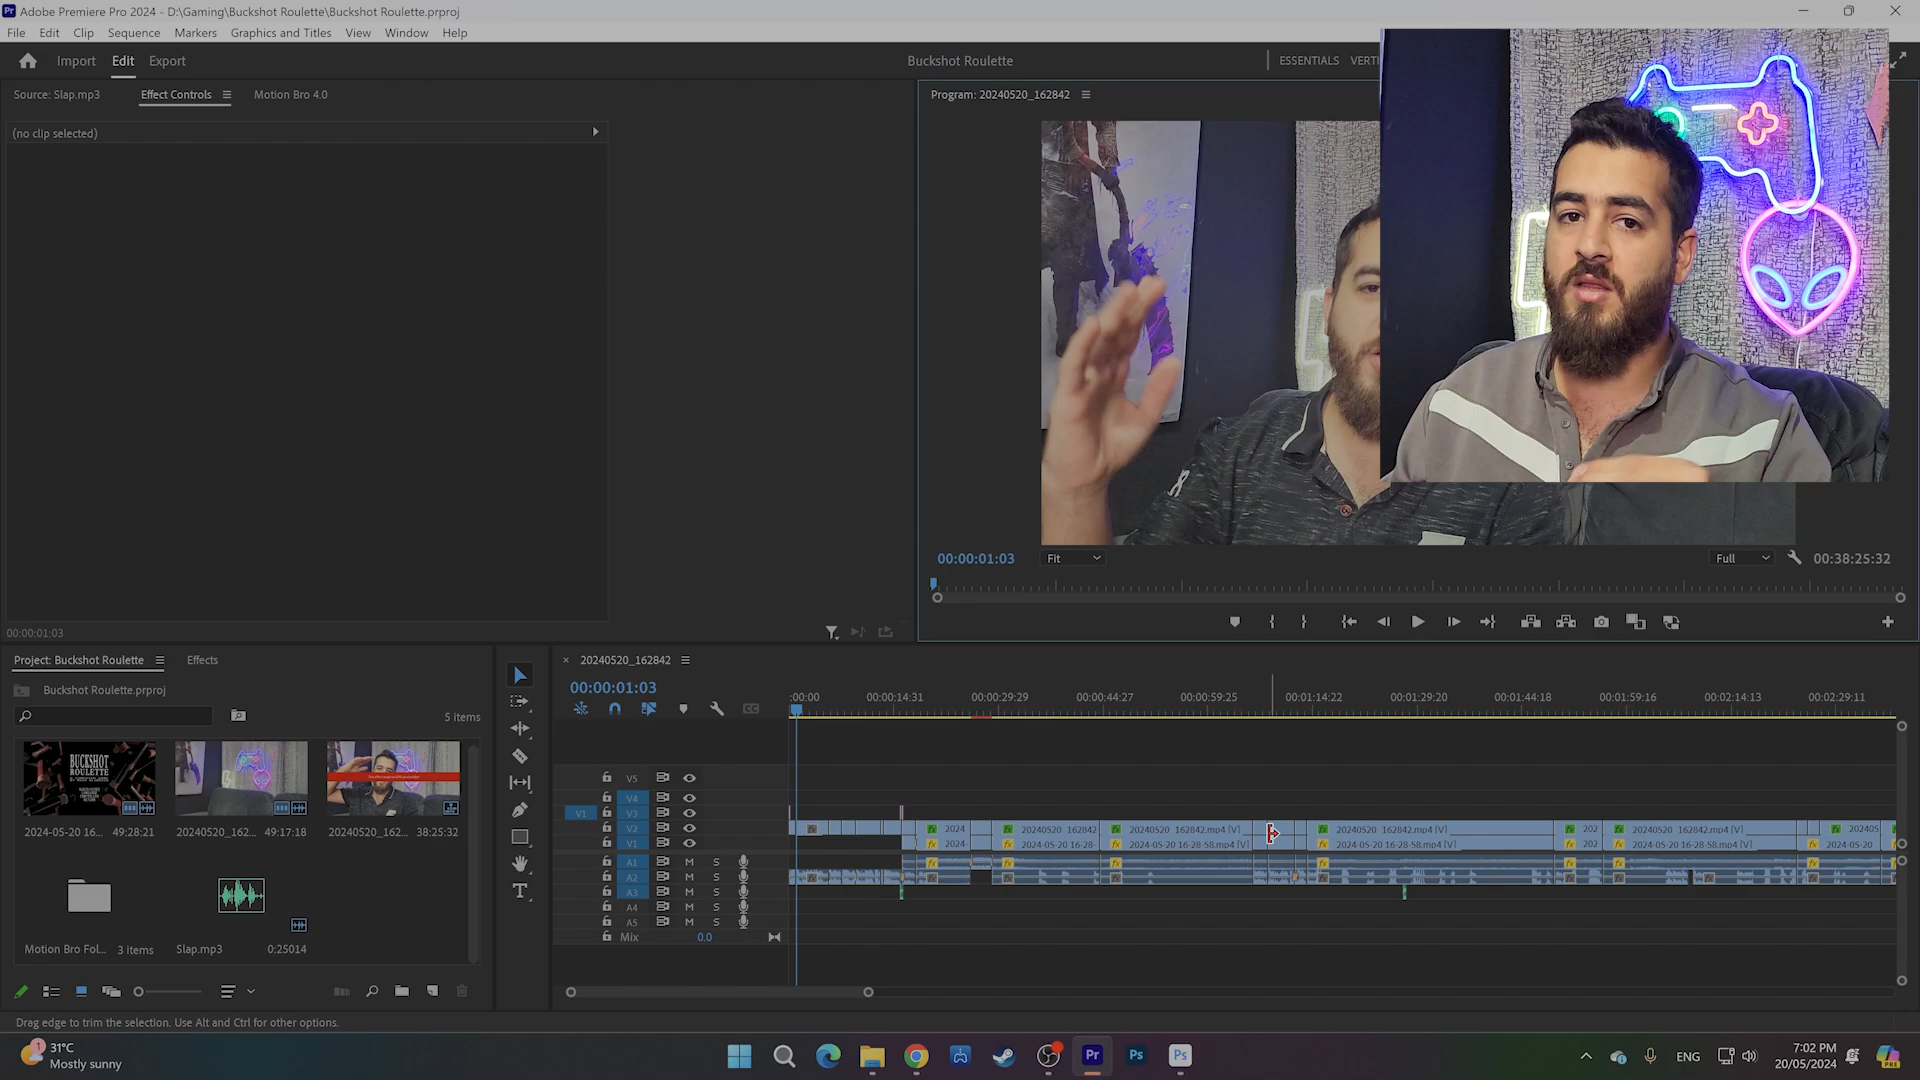 Adobe Premiere Pro 2024 - D:\Gaming\Buckshot Roulette\Buckshot Roulette.prproj
File Edit Clip Sequence Markers Graphics and Titles View Window Help
Import Edit Export
Buckshot Roulette
ESSENTIALS
Source: Slap.mp3
Effect Controls
Motion Bro 4.0
(no clip selected)
00:00:01:03
Program: 20240520_162842
00:00:01:03
Fit
Full
00:38:25:32
Project: Buckshot Roulette
Effects
Buckshot Roulette.prproj
5 items
BUCKSHOT
ROULETTE
2024-05-20 16... 49:28:21
20240520_162... 49:17:18
20240520_162... 38:25:32
Motion Bro Fol... 3 items
Slap.mp3 0:25014
20240520_162842
00:00:01:03
:00:00 00:00:14:31 00:00:29:29 00:00:44:27 00:00:59:25 00:01:14:22 00:01:29:20 00:01:44:18 00:01:59:16 00:02:14:13 00:02:29:11
V5
V4
V1 V3
V2 2024 20240520_162842 20240520_162842.mp4 [V] 20240520_162842.mp4 [V] 202 20240520_162842.mp4 [V]
V1 2024- 2024-05-20 16-28- 2024-05-20 16-28-58.mp4 [V] 2024-05-20 16-28-58.mp4 [V] 202 2024-05-20 16-28-58.mp4 [V] 2024-05-20
A1 M S
A2 M S
A3 M S
A4 M S
A5 M S
Mix 0.0
Drag edge to trim the selection. Use Alt and Ctrl for other options.
31°C
Mostly sunny
ENG
7:02 PM
20/05/2024